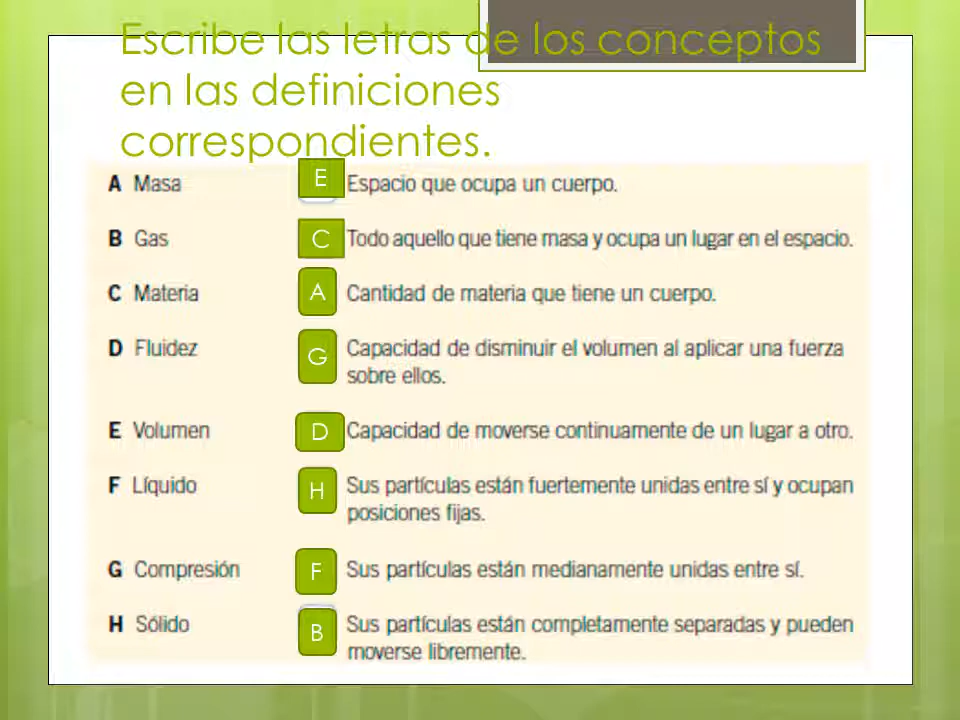 Escribe las letras de los conceptos
en las definiciones
correspondientes.
A Masa E Espacio que ocupa un cuerpo.
B Gas C Todo aquello que tiene masa y ocupa un lugar en el espacio.
C Materia A Cantidad de materia que tiene un cuerpo.
D Fluidez G Capacidad de disminuir el volumen al aplicar una fuerza
sobre ellos.
E Volumen D Capacidad de moverse continuamente de un lugar a otro.
F Líquido H Sus partículas están fuertemente unidas entre sí y ocupan
posiciones fijas.
G Compresión F Sus partículas están medianamente unidas entre sí.
H Sólido B Sus partículas están completamente separadas y pueden
moverse libremente.